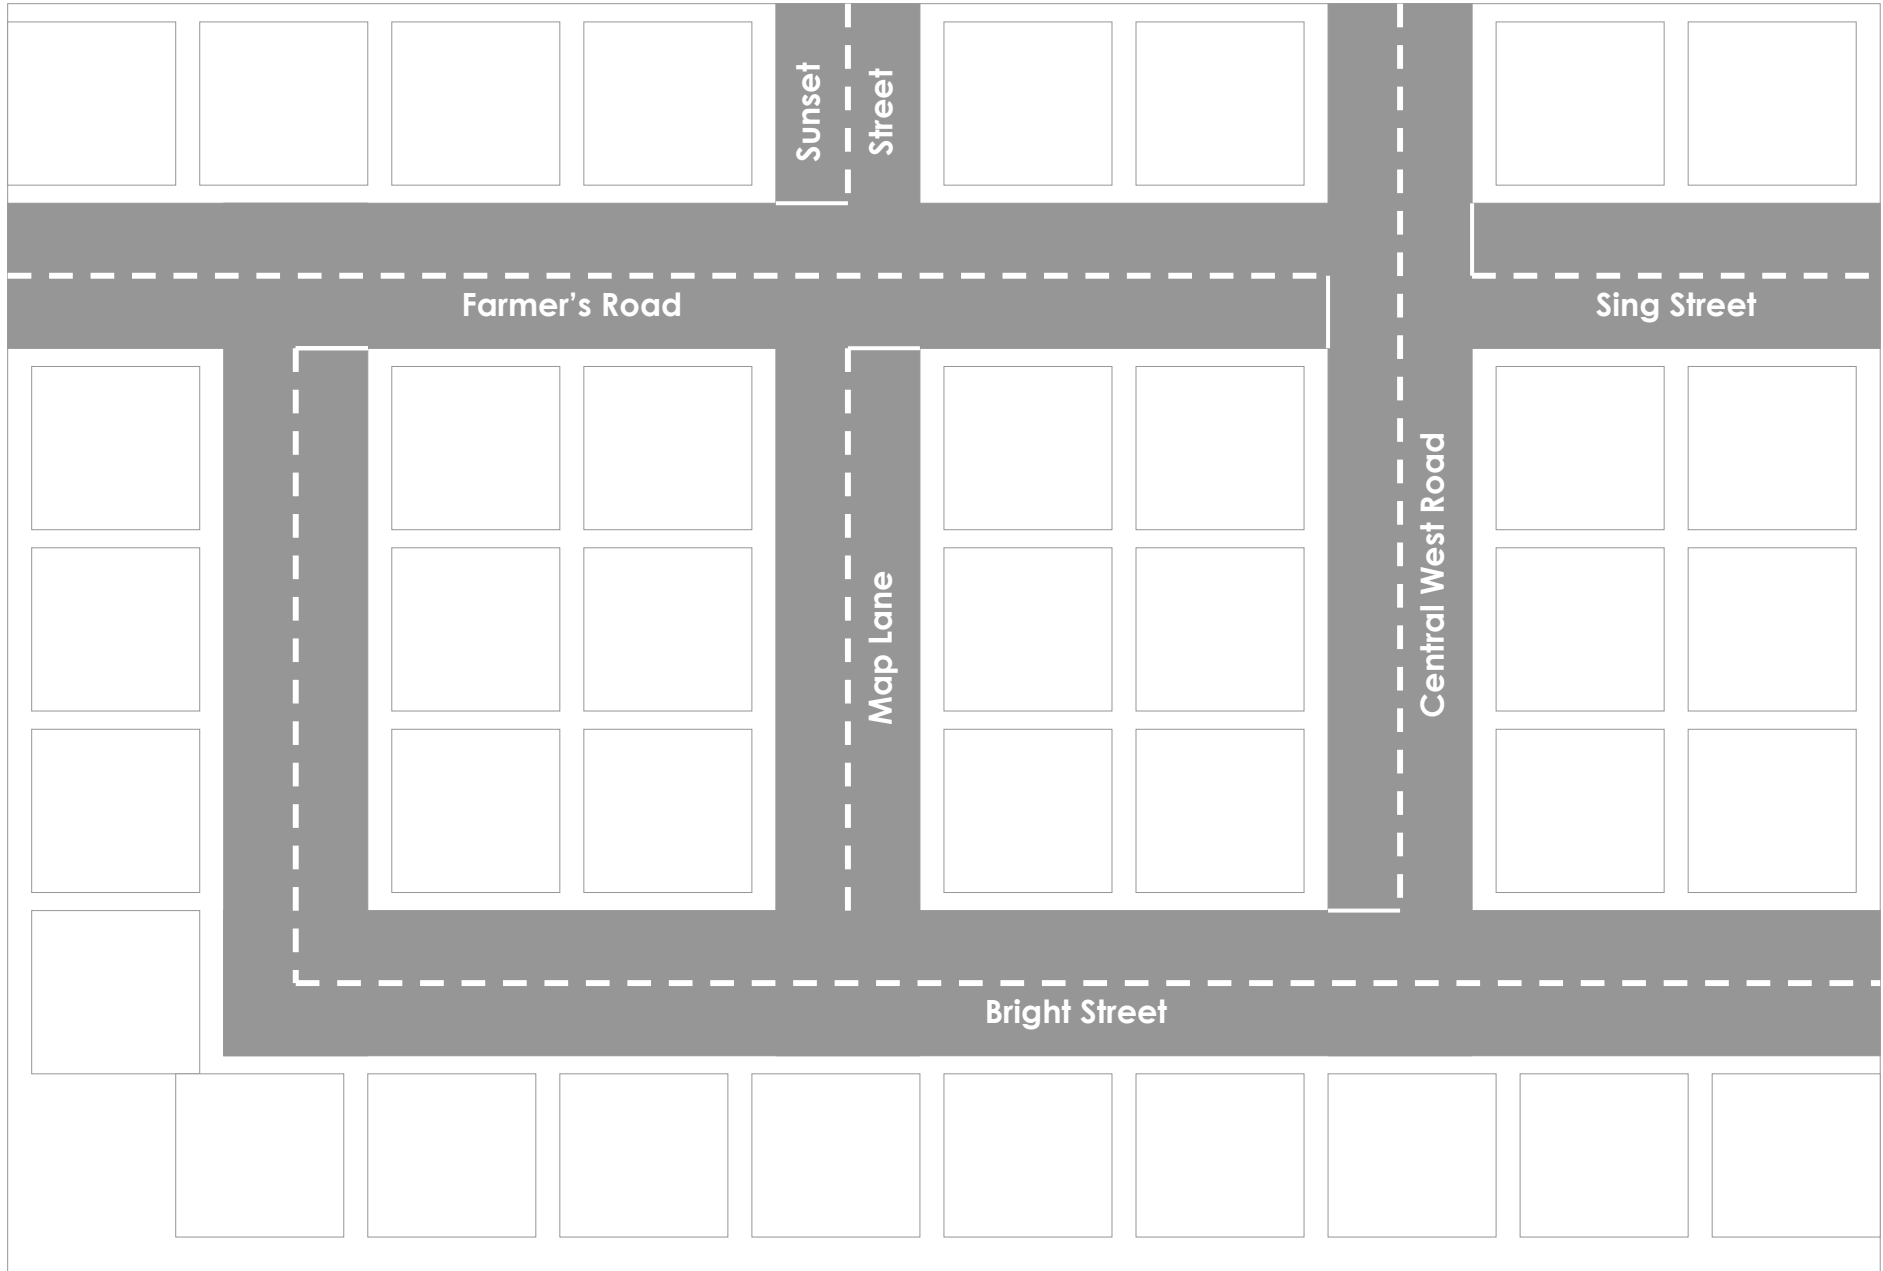 Sunset
Street
Farmer's Road
Sing Street
Map Lane
Central West Road
Bright Street